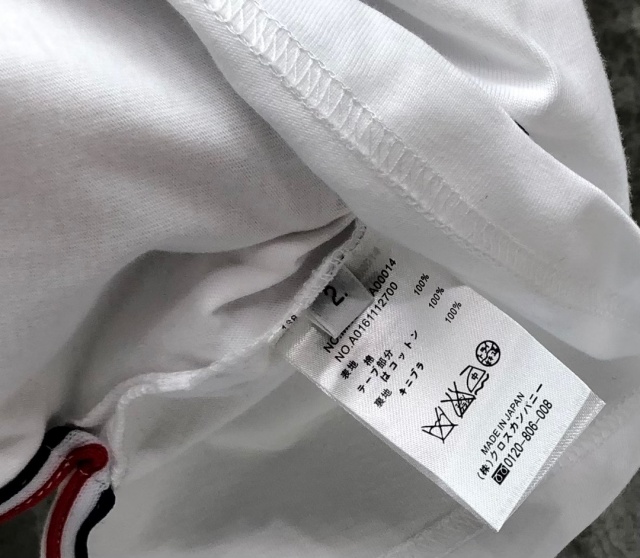 2
A00014
NO.A0161112700
表地 綿 100%
テープ部分
はコットン 100%
裏地 キュプラ 100%
MADE IN JAPAN
(株)クロスカンパニー
0120-806-008